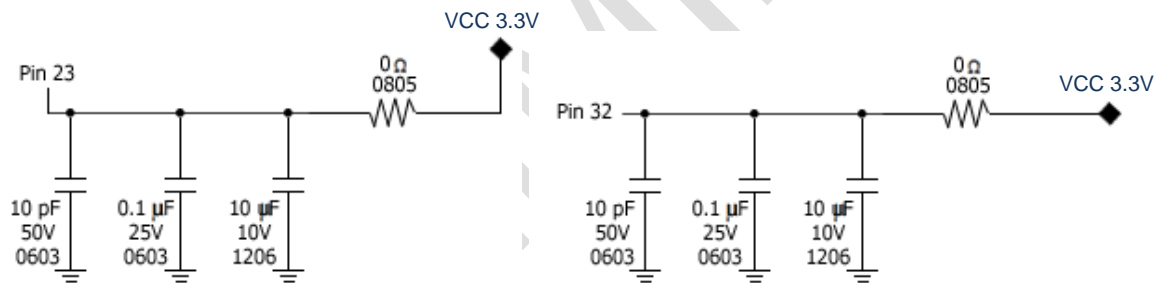 VCC 3.3V
Pin 23
0Ω
0805
10 pF
50V
0603
0.1 µF
25V
0603
10 µF
10V
1206
VCC 3.3V
Pin 32
0Ω
0805
10 pF
50V
0603
0.1 µF
25V
0603
10 µF
10V
1206